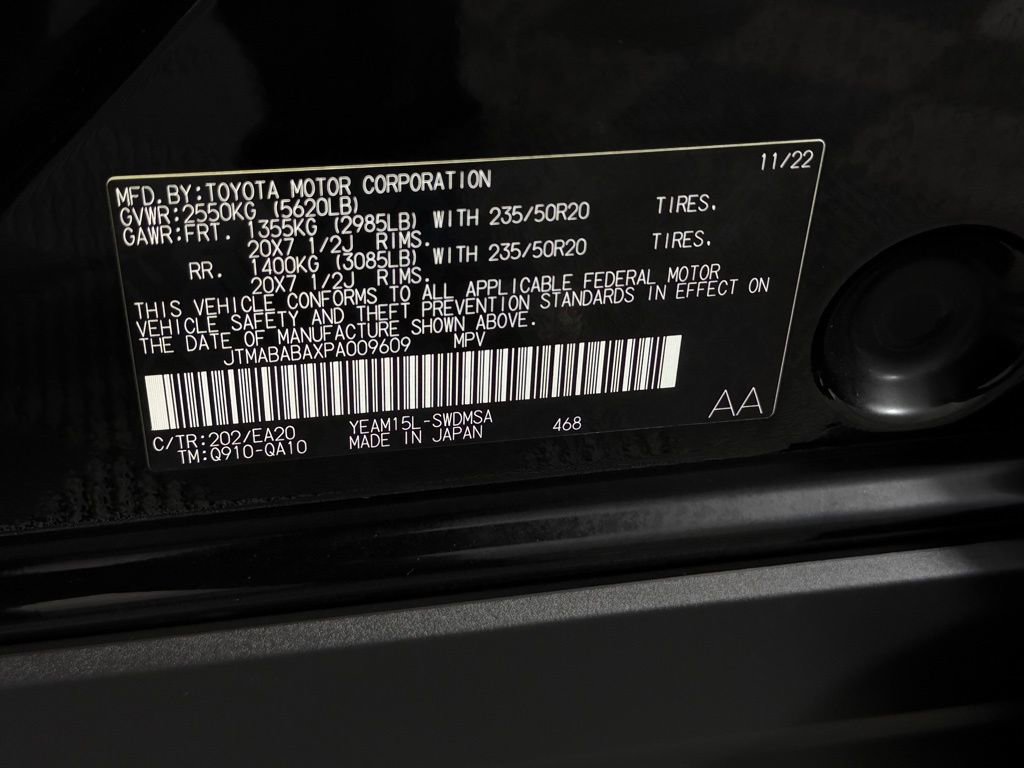 11/22
MFD.BY:TOYOTA MOTOR CORPORATION
GVWR:2550KG (5620LB)
GAWR:FRT. 1355KG (2985LB) WITH 235/50R20 TIRES.
20X7 1/2J RIMS.
RR. 1400KG (3085LB) WITH 235/50R20 TIRES.
20X7 1/2J RIMS.
THIS VEHICLE CONFORMS TO ALL APPLICABLE FEDERAL MOTOR
VEHICLE SAFETY AND THEFT PREVENTION STANDARDS IN EFFECT ON
THE DATE OF MANUFACTURE SHOWN ABOVE.
JTMABABAXPA009609 MPV
C/TR:202/EA20 YEAM15L-SWDMSA 468 AA
TM:Q910-QA10 MADE IN JAPAN